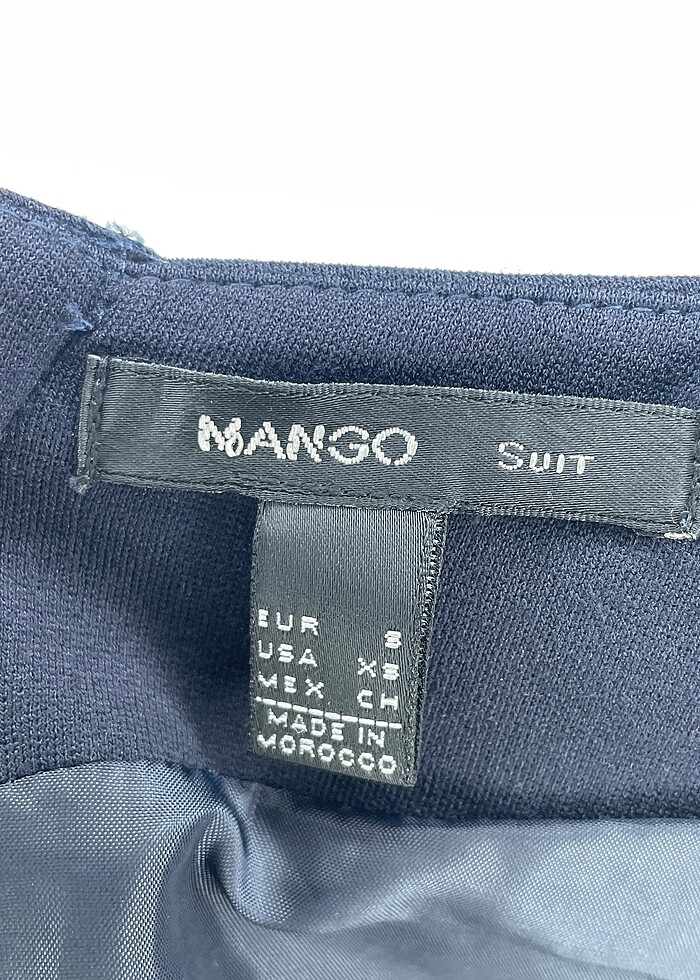 MANGO SUIT
EUR S
USA XS
MEX CH
MADE IN
MOROCCO